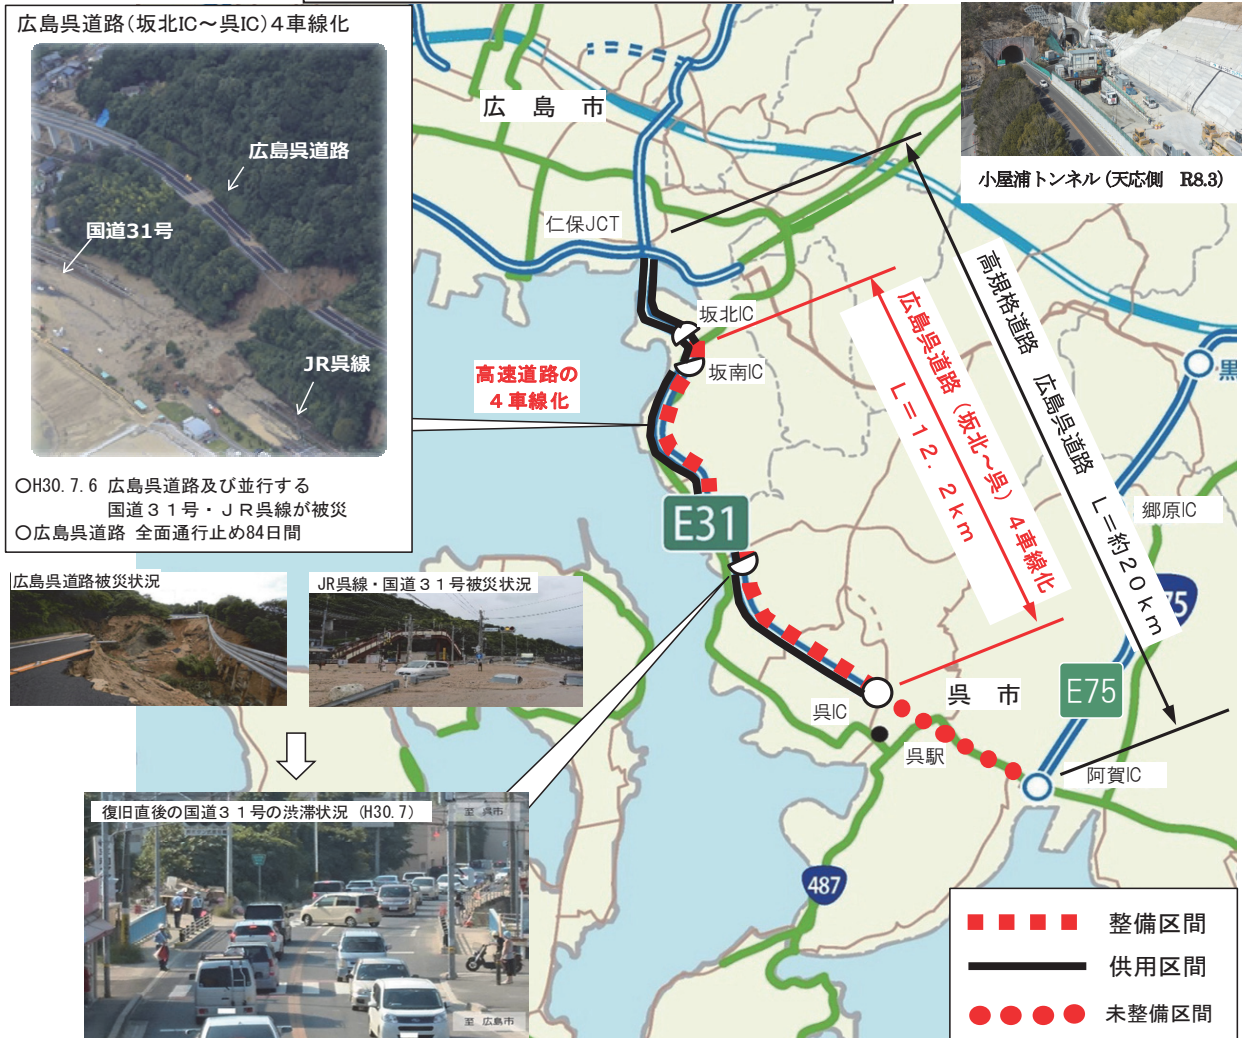 広島呉道路(坂北IC～呉IC)４車線化
広島呉道路
国道31号
JR呉線
○H30.7.6 広島呉道路及び並行する
国道３１号・ＪＲ呉線が被災
○広島呉道路 全面通行止め84日間
広島呉道路被災状況
JR呉線・国道３１号被災状況
復旧直後の国道３１号の渋滞状況 (H30.7)
至 呉市
至 広島市
広島市
仁保JCT
坂北IC
坂南IC
高速道路の
４車線化
E31
小屋浦トンネル(天応側 R8.3)
高規格道路 広島呉道路 Ｌ＝約２０ｋｍ
広島呉道路（坂北～呉）４車線化
Ｌ＝１２．２ｋｍ
黒
郷原IC
75
E75
呉市
呉IC
呉駅
阿賀IC
487
整備区間
供用区間
未整備区間